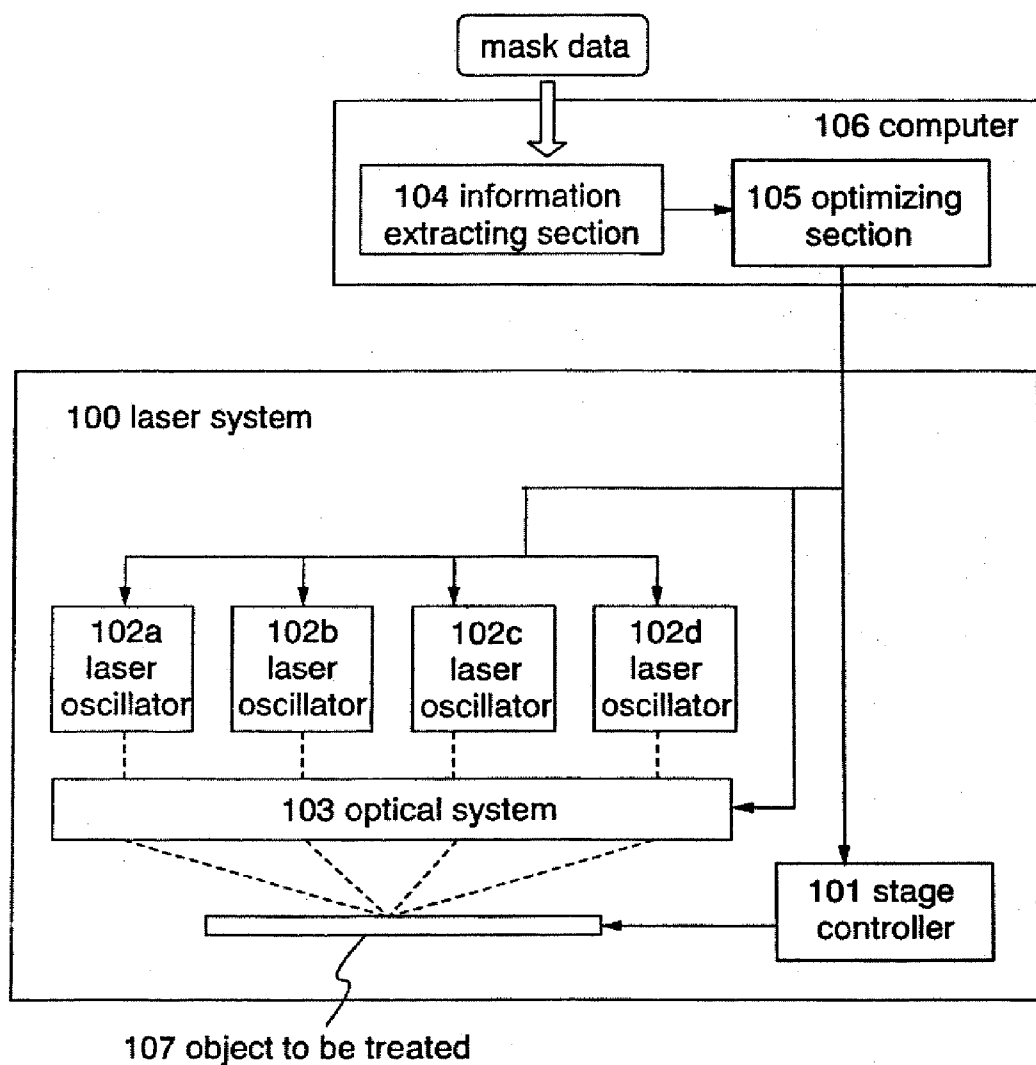 mask data
106 computer
104 information
extracting section
105 optimizing
section
100 laser system
102a
laser
oscillator
102b
laser
oscillator
102c
laser
oscillator
102d
laser
oscillator
103 optical system
101 stage
controller
107 object to be treated